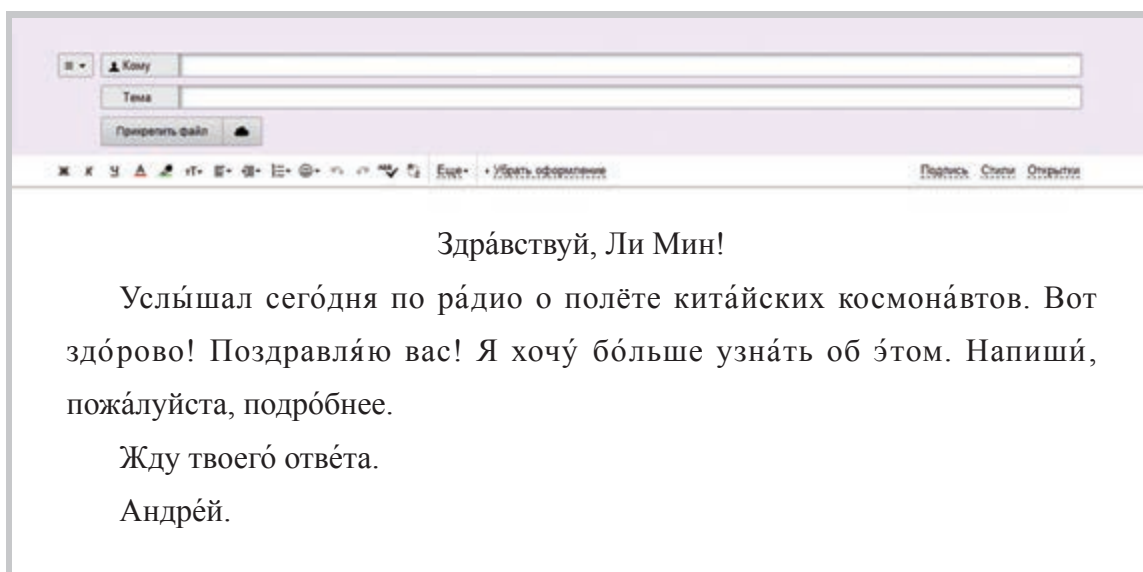 Кому
Тема
Прикрепить файл
Ж К У А тТ Еще Убрать оформление Подпись Стили Открытки
Здра́вствуй, Ли Мин!
Услы́шал сего́дня по ра́дио о полёте кита́йских космона́втов. Вот
здо́рово! Поздравля́ю вас! Я хочу́ бо́льше узна́ть об э́том. Напиши́,
пожа́луйста, подро́бнее.
Жду твоего́ отве́та.
Андре́й.